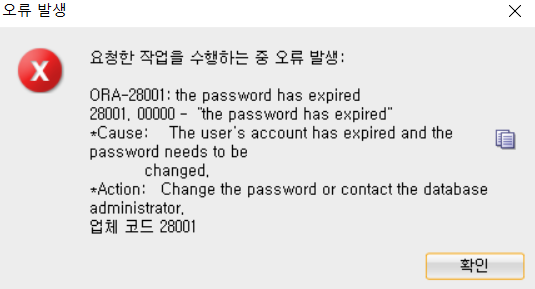 오류 발생
요청한 작업을 수행하는 중 오류 발생:
ORA-28001: the password has expired
28001, 00000 - "the password has expired"
*Cause: The user's account has expired and the
password needs to be
changed.
*Action: Change the password or contact the database
administrator.
업체 코드 28001
확인